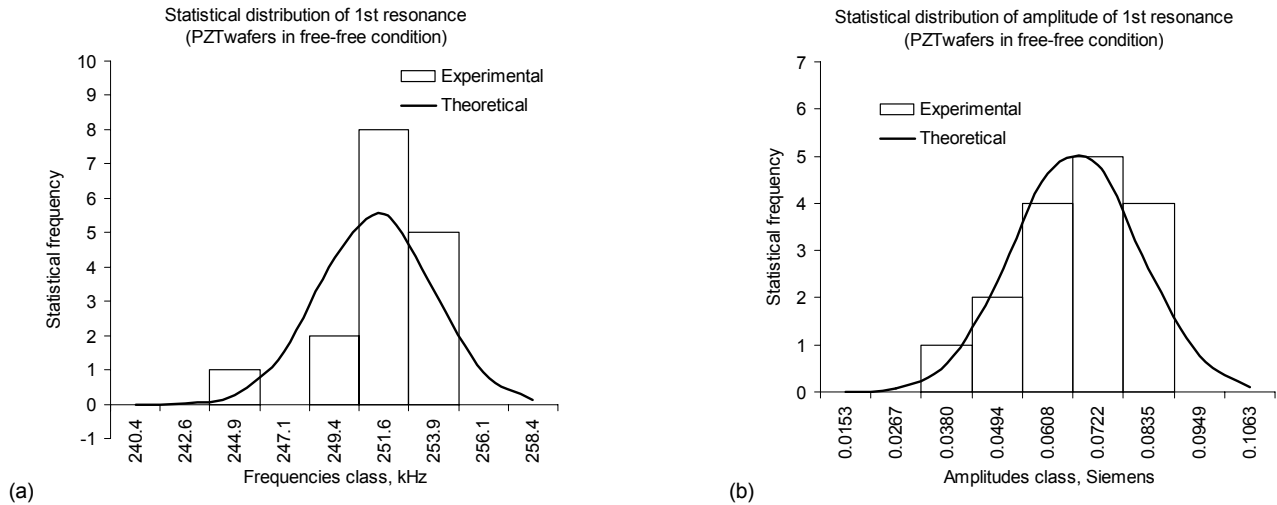 Statistical distribution of 1st resonance
(PZTwafers in free-free condition)
10
9
8
7
6
5
4
3
2
1
0
-1
Statistical frequency
Experimental
Theoretical
240.4
242.6
244.9
247.1
249.4
251.6
253.9
256.1
258.4
Frequencies class, kHz
(a)
Statistical distribution of amplitude of 1st resonance
(PZTwafers in free-free condition)
7
6
5
4
3
2
1
0
Statistical frequency
Experimental
Theoretical
0.0153
0.0267
0.0380
0.0494
0.0608
0.0722
0.0835
0.0949
0.1063
Amplitudes class, Siemens
(b)